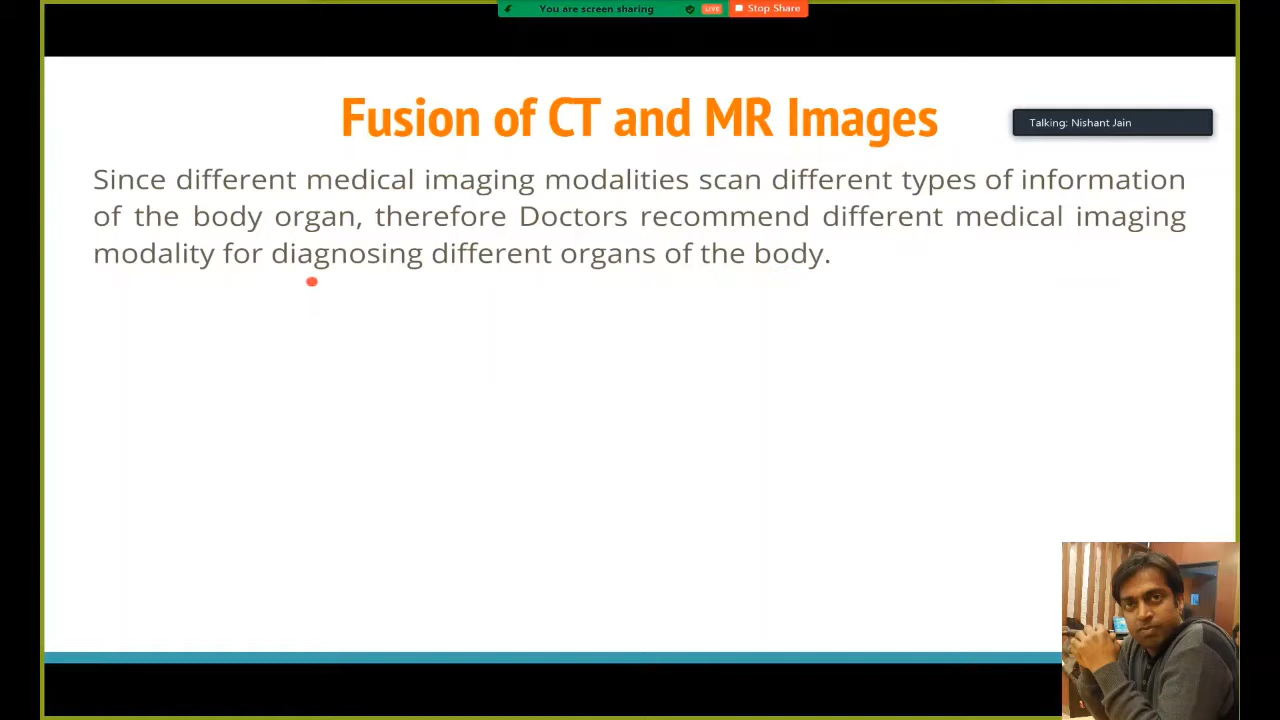 You are screen sharing LIVE Stop Share
Fusion of CT and MR Images
Talking: Nishant Jain
Since different medical imaging modalities scan different types of information
of the body organ, therefore Doctors recommend different medical imaging
modality for diagnosing different organs of the body.